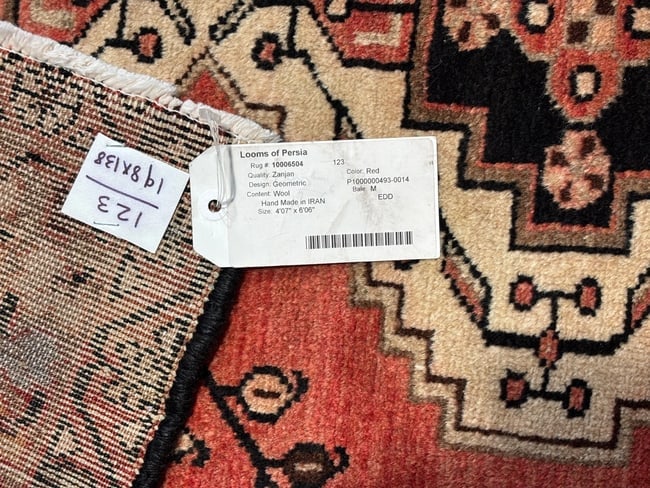 Looms of Persia
Rug #: 10006504 123
Quality: Zanjan Color: Red
Design: Geometric P1000000493-0014
Content: Wool Bale: M
Hand Made in IRAN EDD
Size: 4'07" x 6'06"
123
198X138